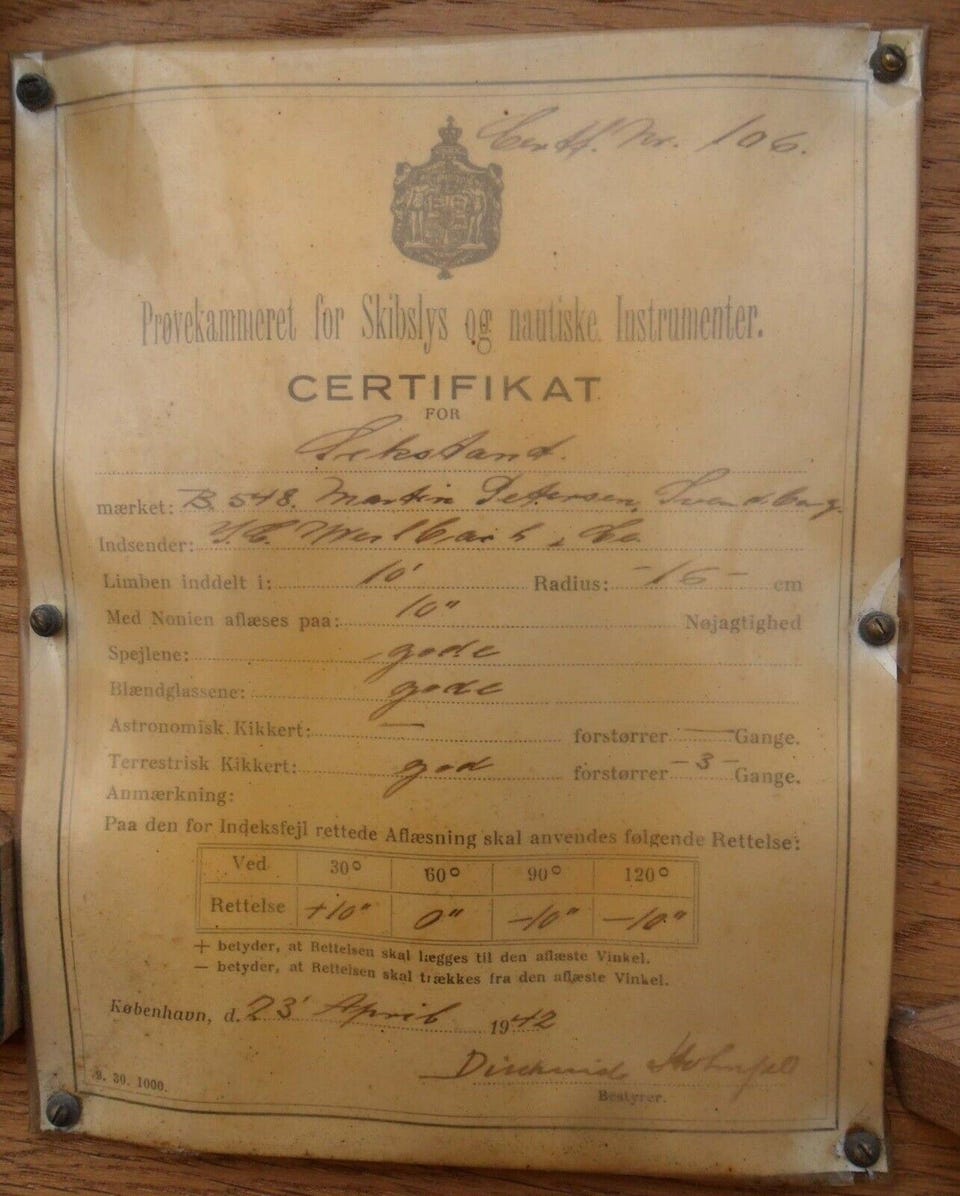 Certf. Nr. 106.
Prøvekammeret for Skibslys og nautiske Instrumenter.
CERTIFIKAT
FOR
Sekstant.
mærket: B. 548. Martin Petersen, Svendborg.
Indsender: Weilbach & Co
Limben inddelt i: 10' Radius: -16- cm
Med Nonien aflæses paa: 10" Nøjagtighed
Spejlene: gode
Blændglassene: gode
Astronomisk Kikkert: — forstørrer — Gange.
Terrestrisk Kikkert: god forstørrer -3- Gange.
Anmærkning:
Paa den for Indeksfejl rettede Aflæsning skal anvendes følgende Rettelse:
Ved 30° 60° 90° 120°
Rettelse +10" 0" -10" -10"
+ betyder, at Rettelsen skal lægges til den aflæste Vinkel.
− betyder, at Rettelsen skal trækkes fra den aflæste Vinkel.
København, d. 23' April 1942
Bestyrer.
9. 30. 1000.